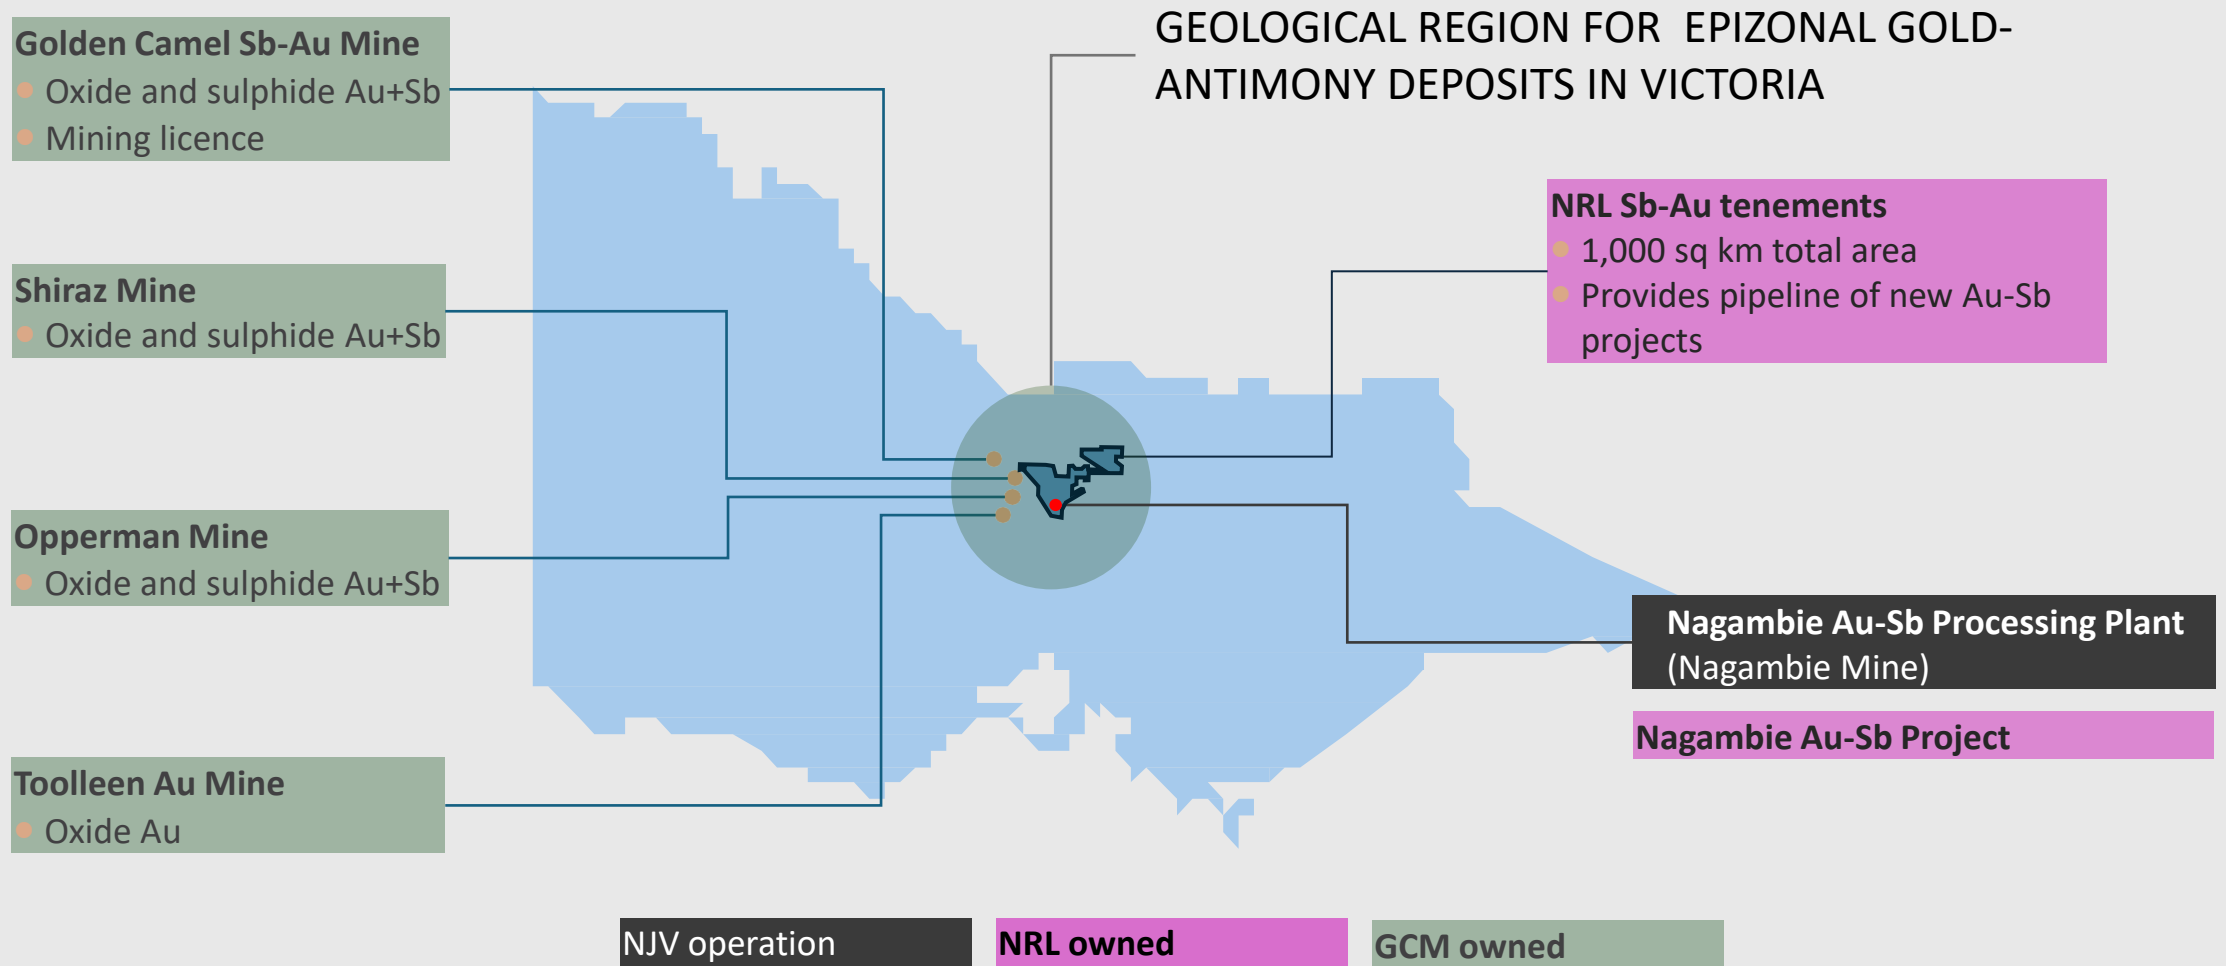 GEOLOGICAL REGION FOR EPIZONAL GOLD-
ANTIMONY DEPOSITS IN VICTORIA
Golden Camel Sb-Au Mine
Oxide and sulphide Au+Sb
Mining licence
Shiraz Mine
Oxide and sulphide Au+Sb
Opperman Mine
Oxide and sulphide Au+Sb
Toolleen Au Mine
Oxide Au
NRL Sb-Au tenements
1,000 sq km total area
Provides pipeline of new Au-Sb
projects
Nagambie Au-Sb Processing Plant
(Nagambie Mine)
Nagambie Au-Sb Project
NJV operation
NRL owned
GCM owned